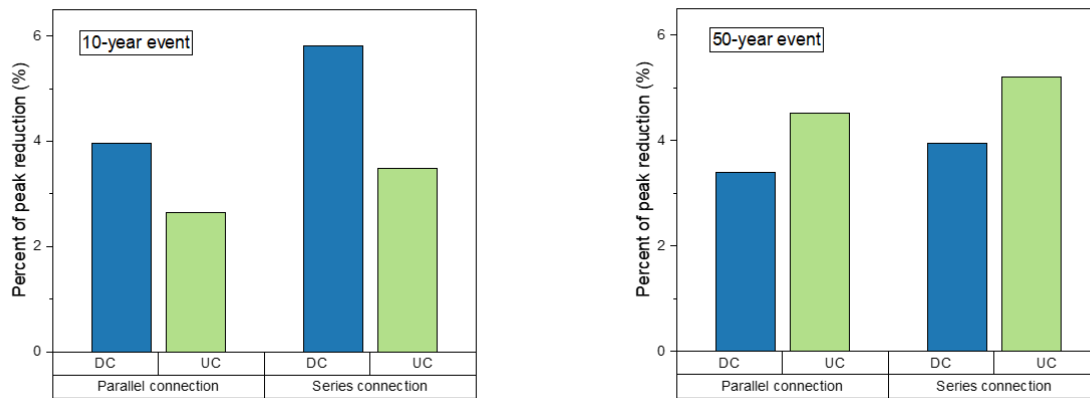 10-year event
Percent of peak reduction (%)
6
4
2
0
DC UC DC UC
Parallel connection Series connection
50-year event
Percent of peak reduction (%)
6
4
2
0
DC UC DC UC
Parallel connection Series connection